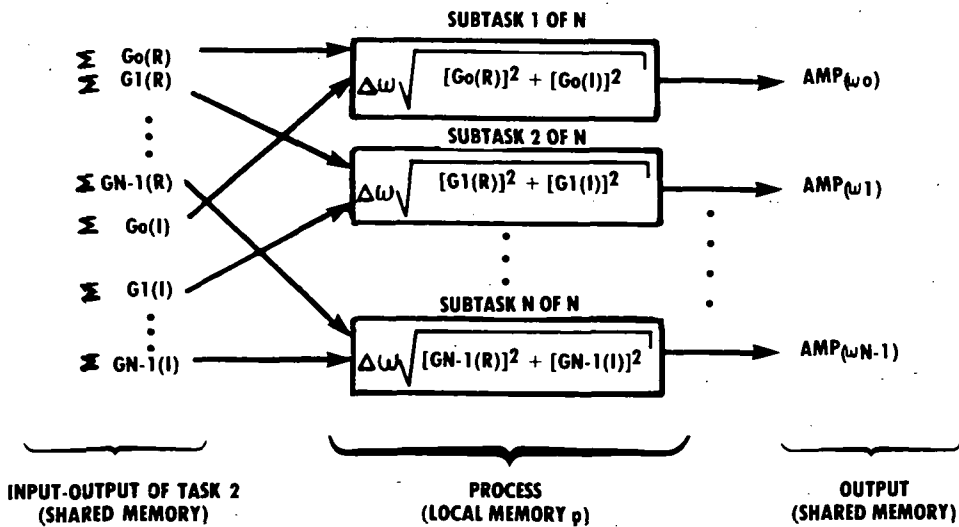 SUBTASK 1 OF N
Σ Go(R)
Δω√[Go(R)]² + [Go(I)]²
AMP(ωo)
Σ G1(R)
SUBTASK 2 OF N
Δω√[G1(R)]² + [G1(I)]²
AMP(ω1)
Σ GN-1(R)
Σ Go(I)
Σ G1(I)
SUBTASK N OF N
Σ GN-1(I)
Δω√[GN-1(R)]² + [GN-1(I)]²
AMP(ωN-1)
INPUT-OUTPUT OF TASK 2
(SHARED MEMORY)
PROCESS
(LOCAL MEMORY p)
OUTPUT
(SHARED MEMORY)